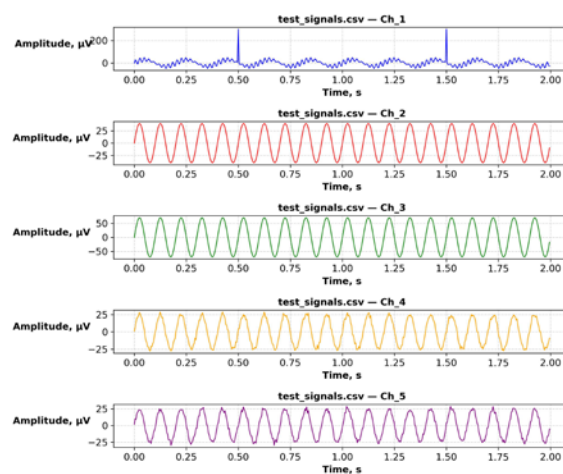 test_signals.csv — Ch_1
Amplitude, μV
200
0
0.00 0.25 0.50 0.75 1.00 1.25 1.50 1.75 2.00
Time, s
test_signals.csv — Ch_2
Amplitude, μV
25
0
−25
0.00 0.25 0.50 0.75 1.00 1.25 1.50 1.75 2.00
Time, s
test_signals.csv — Ch_3
Amplitude, μV
50
0
−50
0.00 0.25 0.50 0.75 1.00 1.25 1.50 1.75 2.00
Time, s
test_signals.csv — Ch_4
Amplitude, μV
25
0
−25
0.00 0.25 0.50 0.75 1.00 1.25 1.50 1.75 2.00
Time, s
test_signals.csv — Ch_5
Amplitude, μV
25
0
−25
0.00 0.25 0.50 0.75 1.00 1.25 1.50 1.75 2.00
Time, s